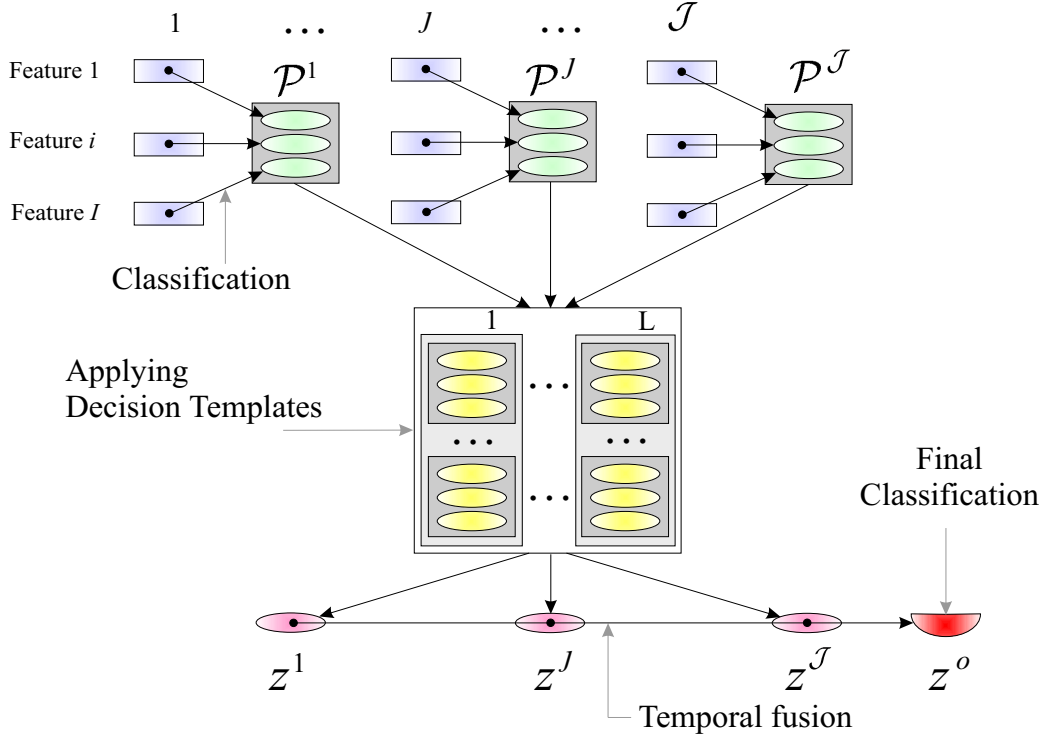 1 ... J ... 𝒥
Feature 1
𝒫¹ 𝒫ᴶ 𝒫^𝒥
Feature i
Feature I
Classification
1 ... L
Applying
Decision Templates
...
... ...
...
Final
Classification
z¹ zᴶ z^𝒥 zᵒ
Temporal fusion